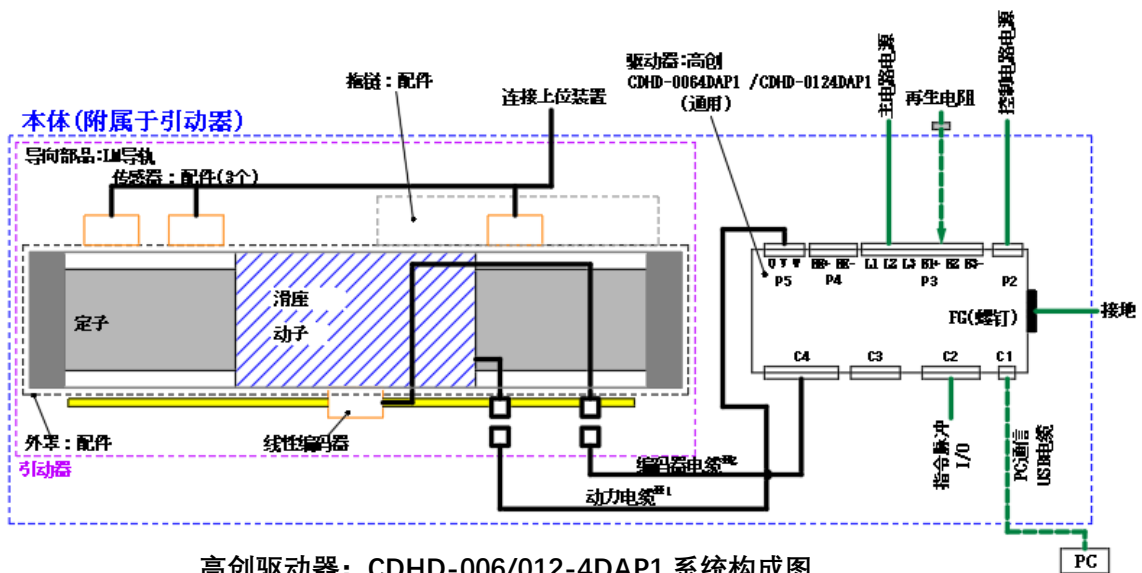 驱动器:高创
CDHD-0064DAP1 /CDHD-0124DAP1
(通用)
主电路电源
再生电阻
控制电路电源
拖链：配件
连接上位装置
本体(附属于引动器)
导向部品:LM导轨
传感器：配件(3个)
U V W
L1 L2 L3 B1+ B2 B3-
P5
P4
P3
P2
滑座
定子
动子
FG(螺钉)
接地
C4
C3
C2
C1
外罩：配件
线性编码器
引动器
编码器电缆
动力电缆
指令脉冲
I/O
PC通信
USB电缆
高创驱动器：CDHD-006/012-4DAP1 系统构成图
PC